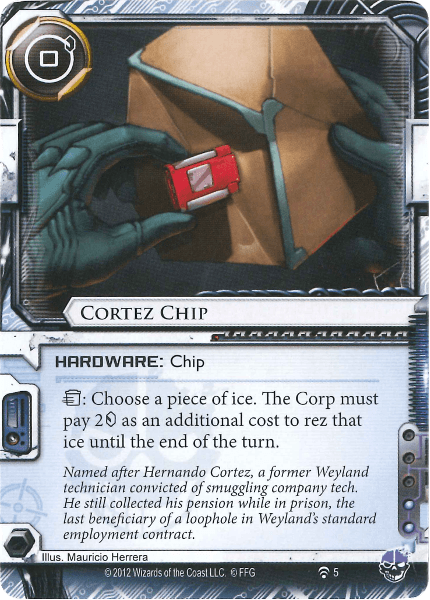 CORTEZ CHIP
HARDWARE: Chip
: Choose a piece of ice. The Corp must
pay 2 as an additional cost to rez that
ice until the end of the turn.
Named after Hernando Cortez, a former Weyland
technician convicted of smuggling company tech.
He still collected his pension while in prison, the
last beneficiary of a loophole in Weyland's standard
employment contract.
Illus. Mauricio Herrera
© 2012 Wizards of the Coast LLC. © FFG
5